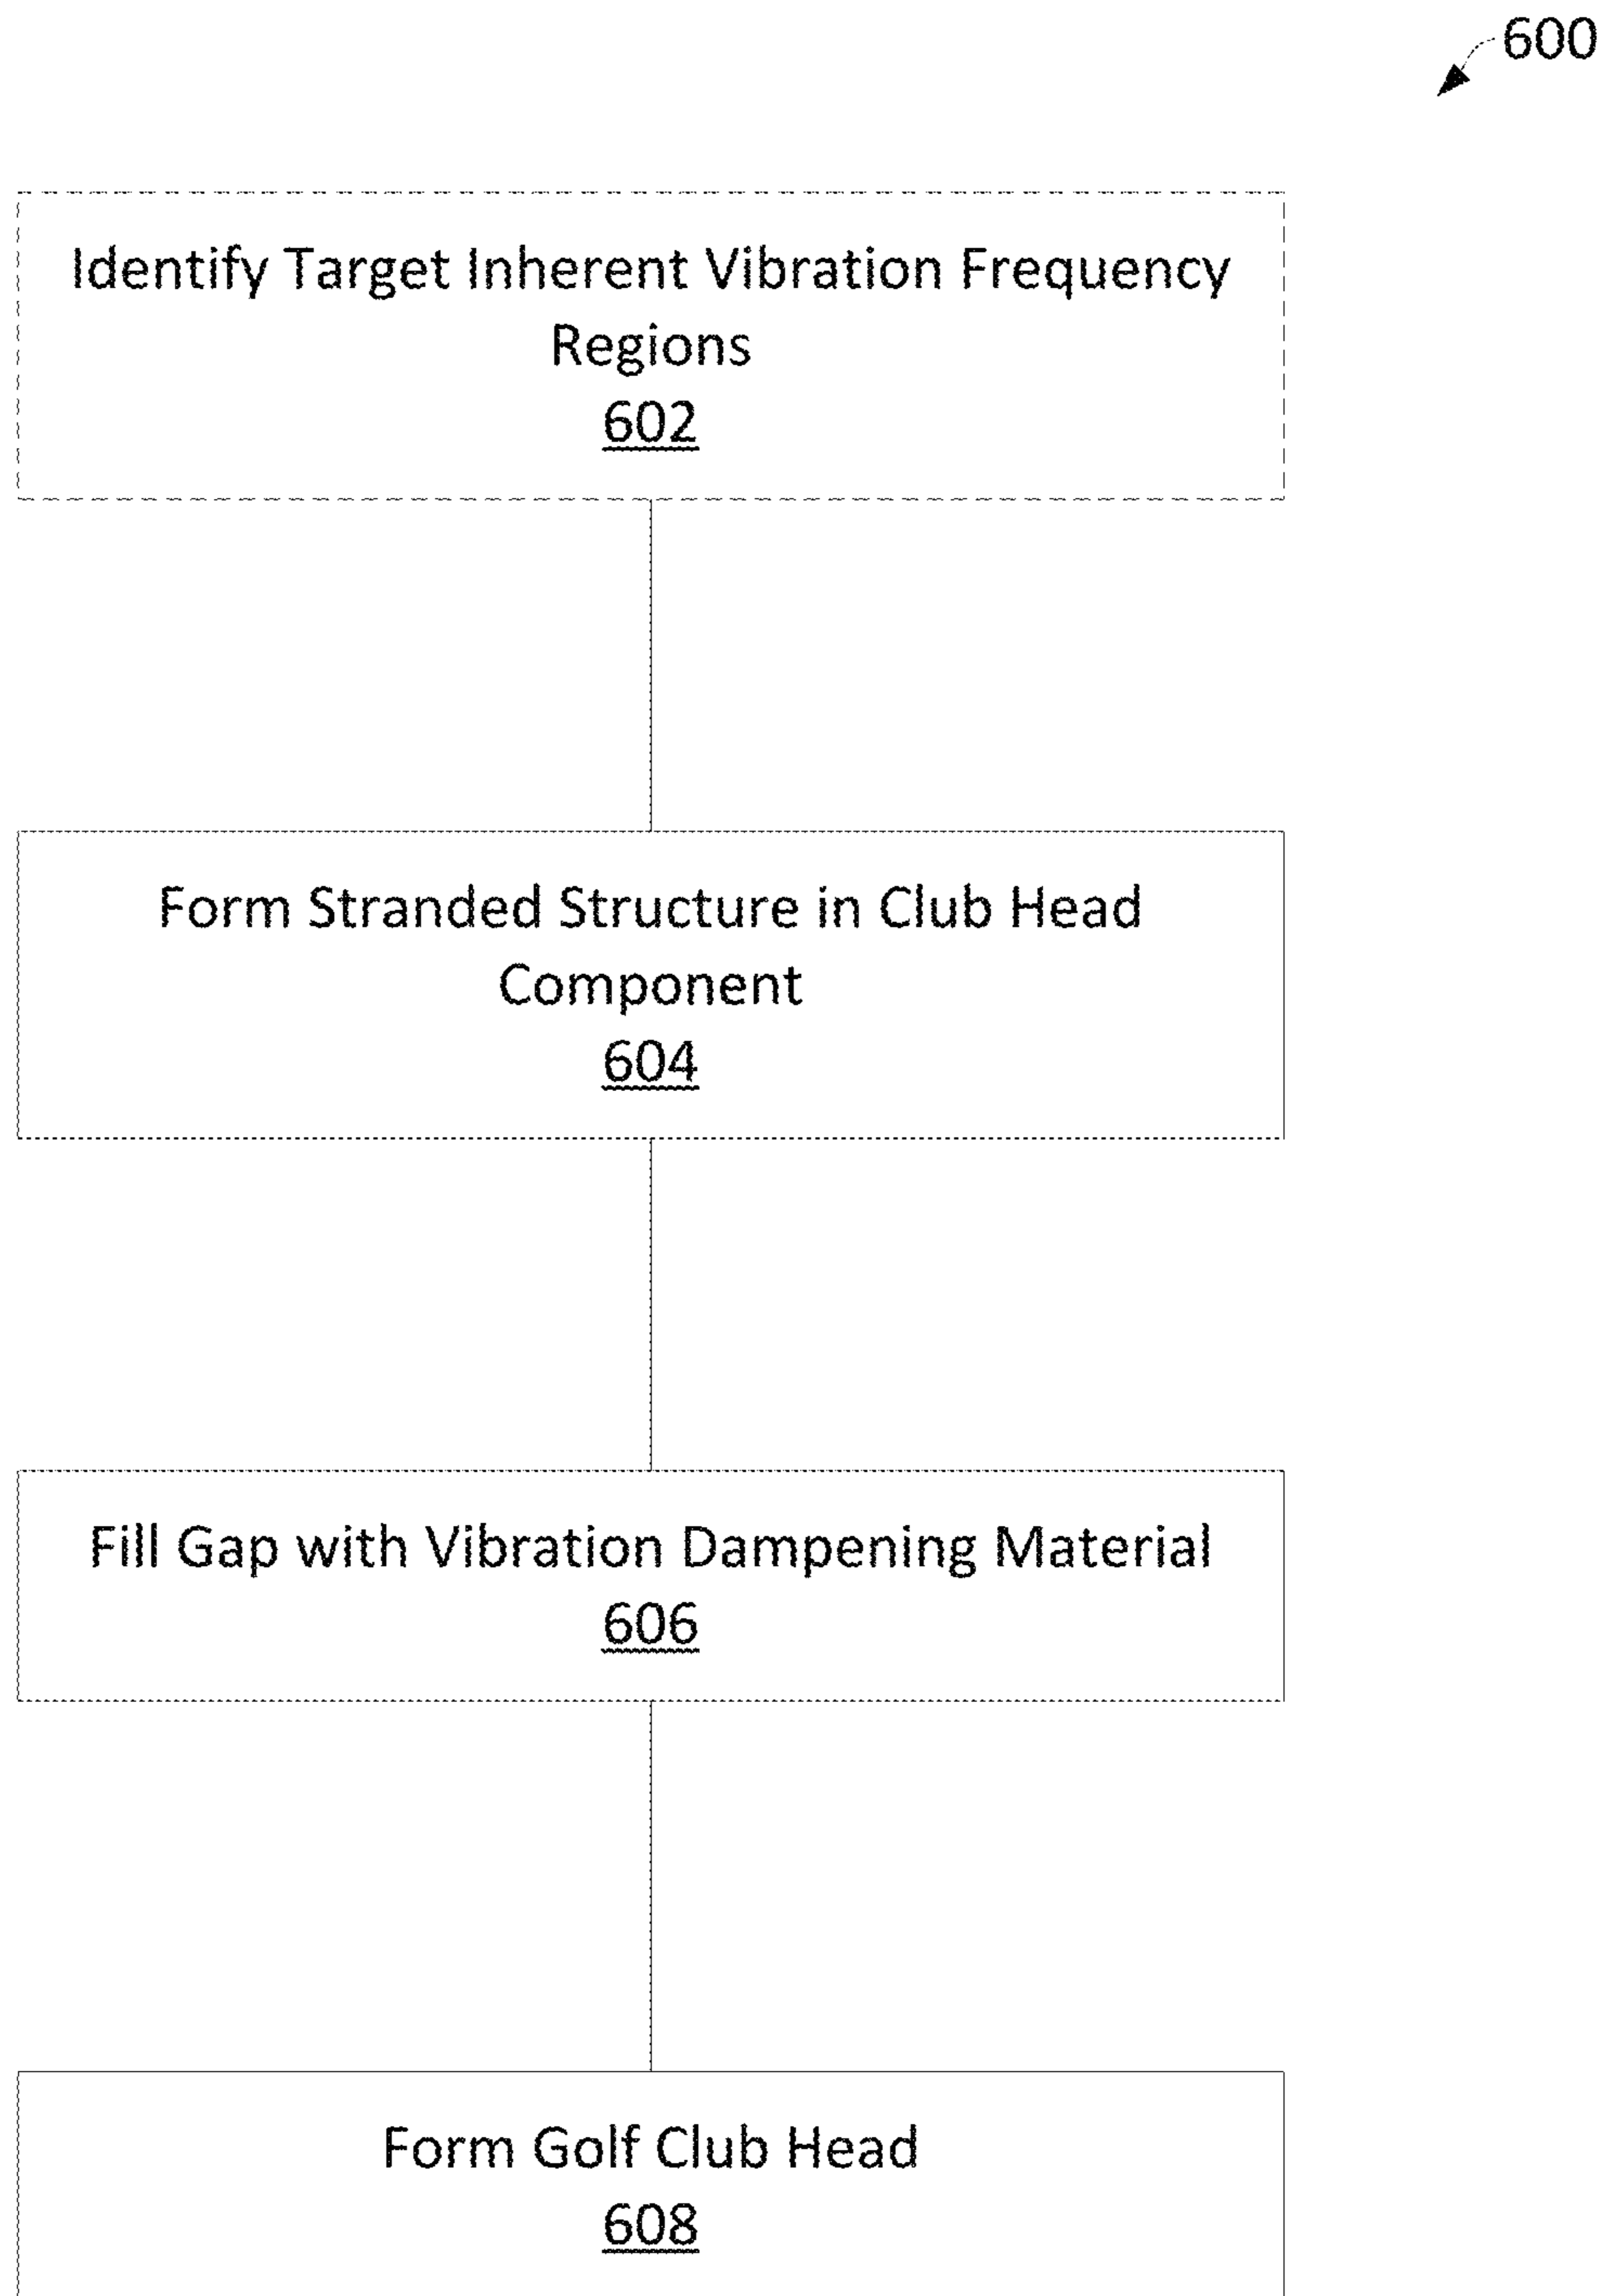 600
Identify Target Inherent Vibration Frequency
Regions
602
Form Stranded Structure in Club Head
Component
604
Fill Gap with Vibration Dampening Material
606
Form Golf Club Head
608